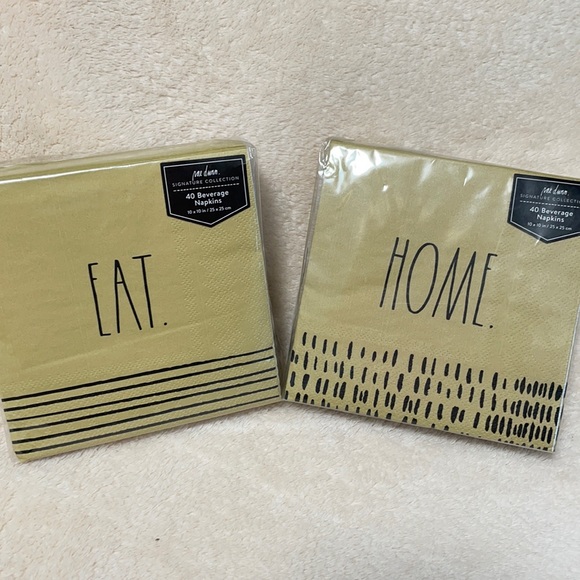 rae dunn.
SIGNATURE COLLECTION
40 Beverage
Napkins
10 x 10 in / 25 x 25 cm
EAT.
rae dunn.
SIGNATURE COLLECTION
40 Beverage
Napkins
10 x 10 in / 25 x 25 cm
HOME.